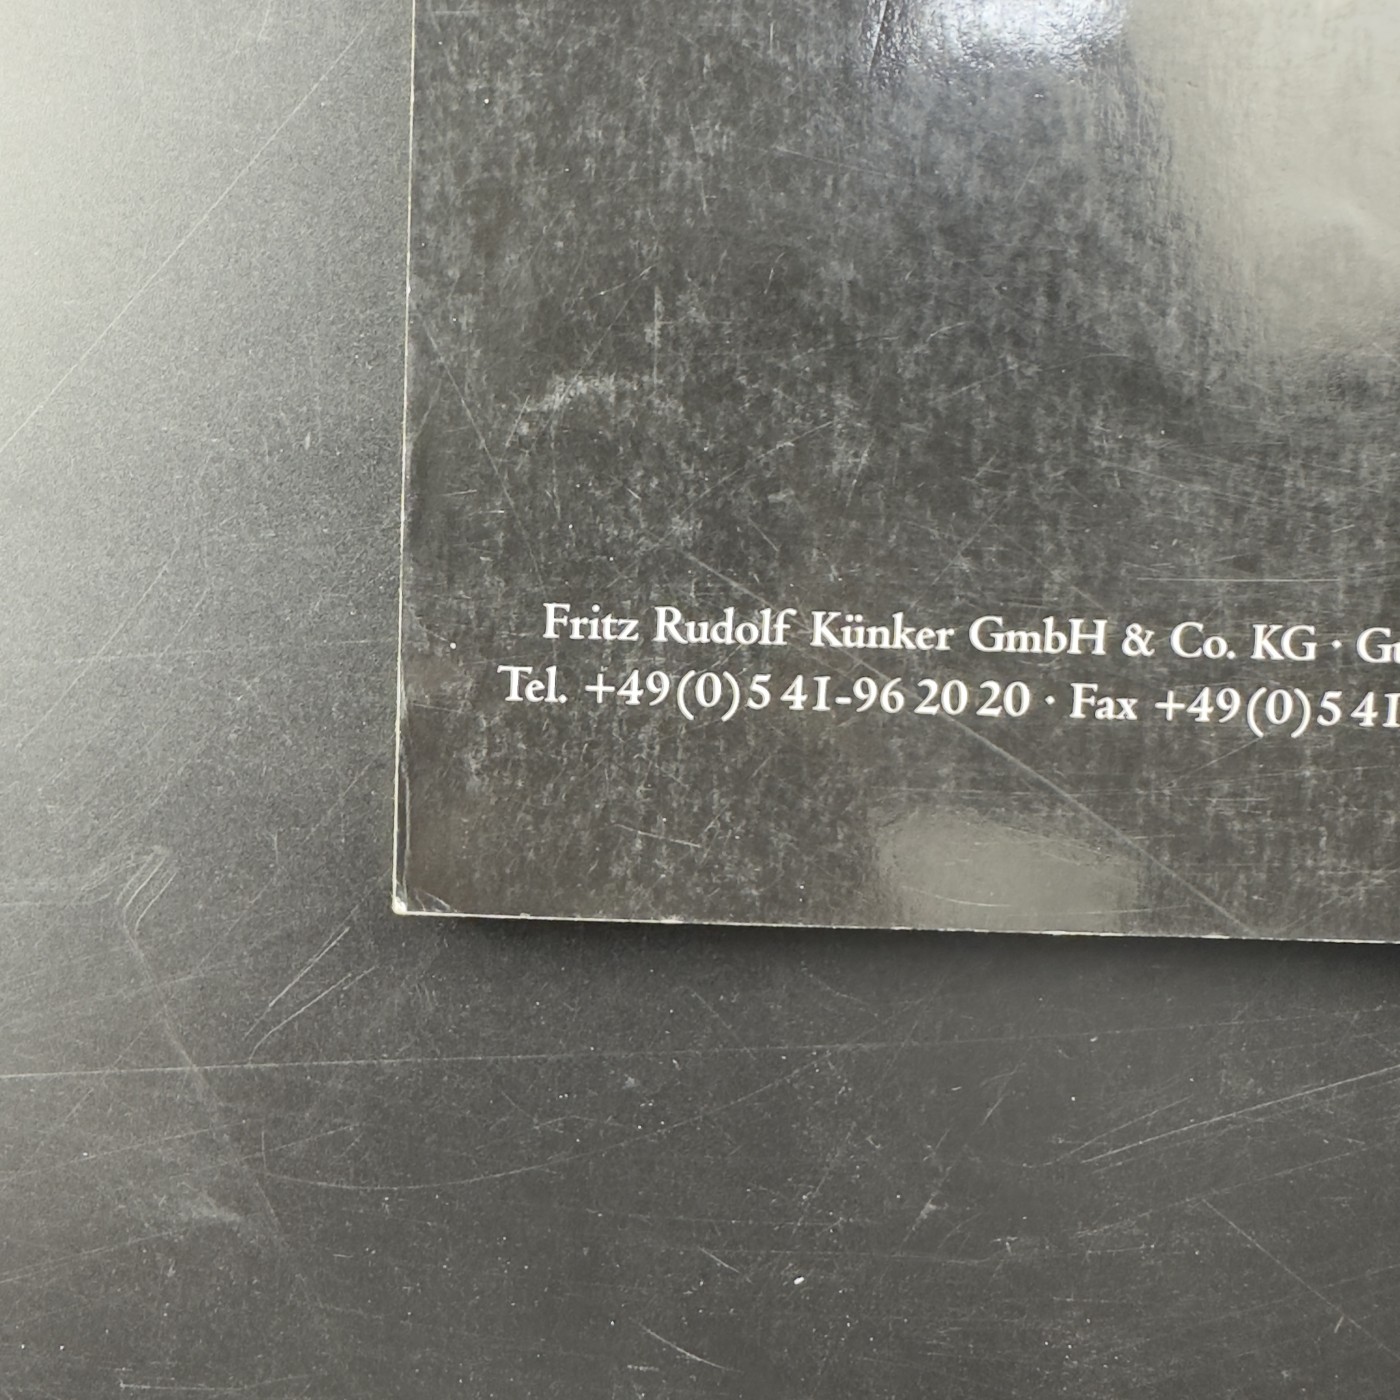 Fritz Rudolf Künker GmbH & Co. KG · Gu
Tel. +49(0)5 41-96 20 20 · Fax +49(0)5 41